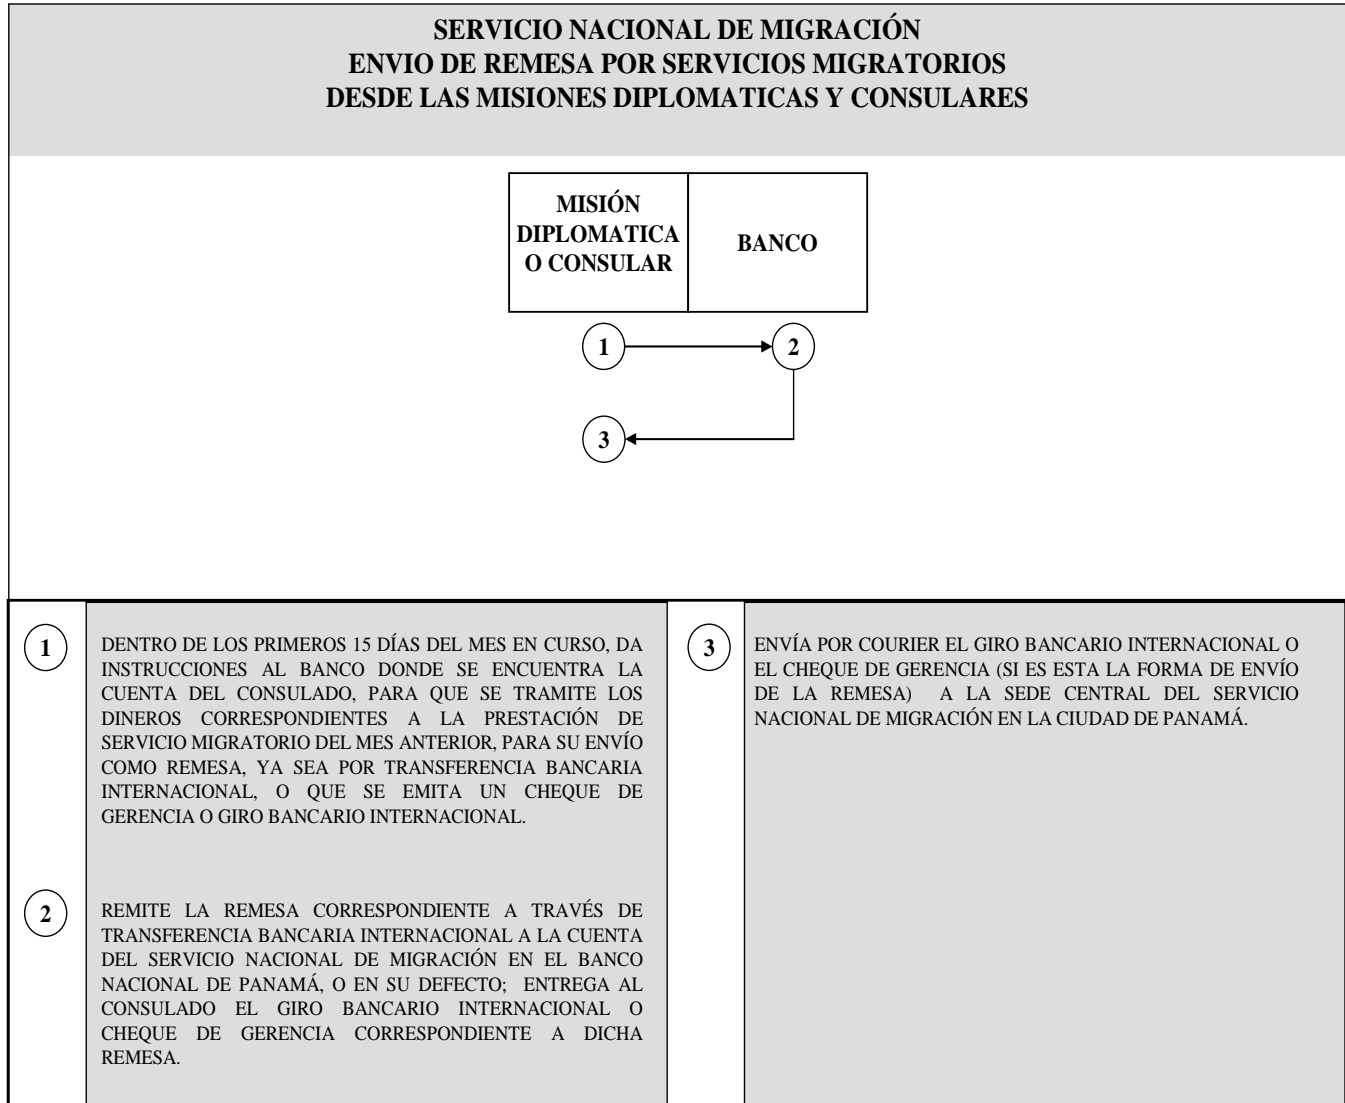 SERVICIO NACIONAL DE MIGRACIÓN
ENVIO DE REMESA POR SERVICIOS MIGRATORIOS
DESDE LAS MISIONES DIPLOMATICAS Y CONSULARES
MISIÓN
DIPLOMATICA
O CONSULAR
BANCO
1
2
3
1
DENTRO DE LOS PRIMEROS 15 DÍAS DEL MES EN CURSO, DA
INSTRUCCIONES AL BANCO DONDE SE ENCUENTRA LA
CUENTA DEL CONSULADO, PARA QUE SE TRAMITE LOS
DINEROS CORRESPONDIENTES A LA PRESTACIÓN DE
SERVICIO MIGRATORIO DEL MES ANTERIOR, PARA SU ENVÍO
COMO REMESA, YA SEA POR TRANSFERENCIA BANCARIA
INTERNACIONAL, O QUE SE EMITA UN CHEQUE DE
GERENCIA O GIRO BANCARIO INTERNACIONAL.
2
REMITE LA REMESA CORRESPONDIENTE A TRAVÉS DE
TRANSFERENCIA BANCARIA INTERNACIONAL A LA CUENTA
DEL SERVICIO NACIONAL DE MIGRACIÓN EN EL BANCO
NACIONAL DE PANAMÁ, O EN SU DEFECTO; ENTREGA AL
CONSULADO EL GIRO BANCARIO INTERNACIONAL O
CHEQUE DE GERENCIA CORRESPONDIENTE A DICHA
REMESA.
3
ENVÍA POR COURIER EL GIRO BANCARIO INTERNACIONAL O
EL CHEQUE DE GERENCIA (SI ES ESTA LA FORMA DE ENVÍO
DE LA REMESA) A LA SEDE CENTRAL DEL SERVICIO
NACIONAL DE MIGRACIÓN EN LA CIUDAD DE PANAMÁ.